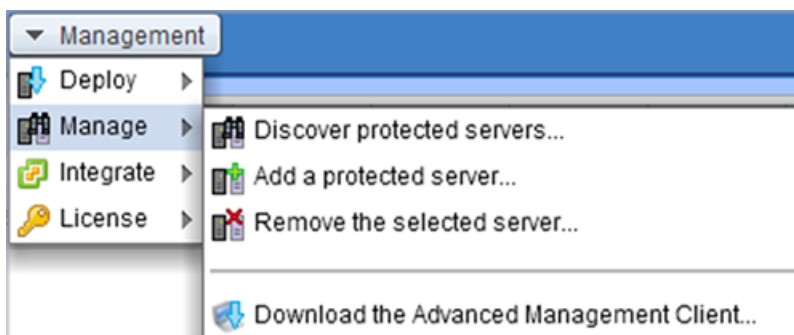 Management
Deploy
Manage
Integrate
License
Discover protected servers...
Add a protected server...
Remove the selected server...
Download the Advanced Management Client...